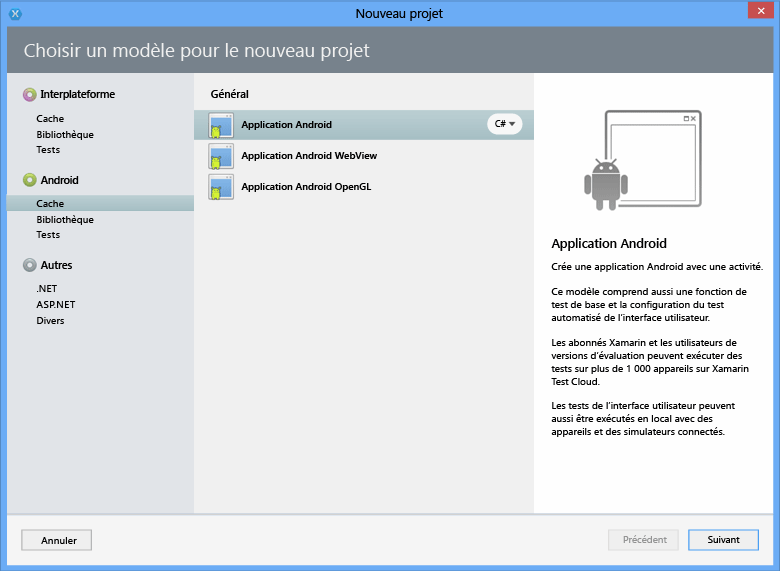 Nouveau projet
Choisir un modèle pour le nouveau projet
Interplateforme
Cache
Bibliothèque
Tests
Android
Cache
Bibliothèque
Tests
Autres
.NET
ASP.NET
Divers
Général
Application Android
C#
Application Android WebView
Application Android OpenGL
Application Android
Crée une application Android avec une activité.
Ce modèle comprend aussi une fonction de
test de base et la configuration du test
automatisé de l'interface utilisateur.
Les abonnés Xamarin et les utilisateurs de
versions d'évaluation peuvent exécuter des
tests sur plus de 1 000 appareils sur Xamarin
Test Cloud.
Les tests de l'interface utilisateur peuvent
aussi être exécutés en local avec des
appareils et des simulateurs connectés.
Annuler
Précédent
Suivant